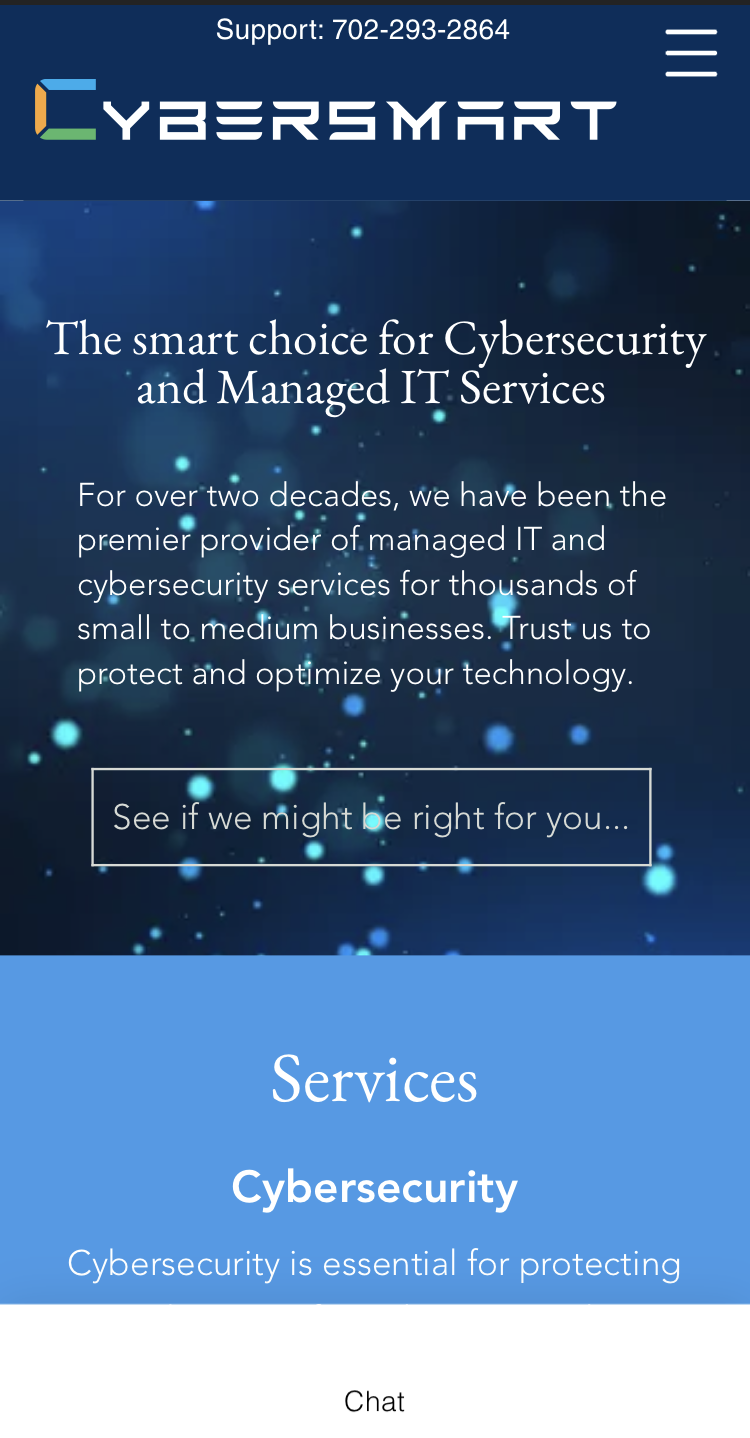 Support: 702-293-2864
CYBERSMART
The smart choice for Cybersecurity
and Managed IT Services
For over two decades, we have been the
premier provider of managed IT and
cybersecurity services for thousands of
small to medium businesses. Trust us to
protect and optimize your technology.
See if we might be right for you...
Services
Cybersecurity
Cybersecurity is essential for protecting
Chat